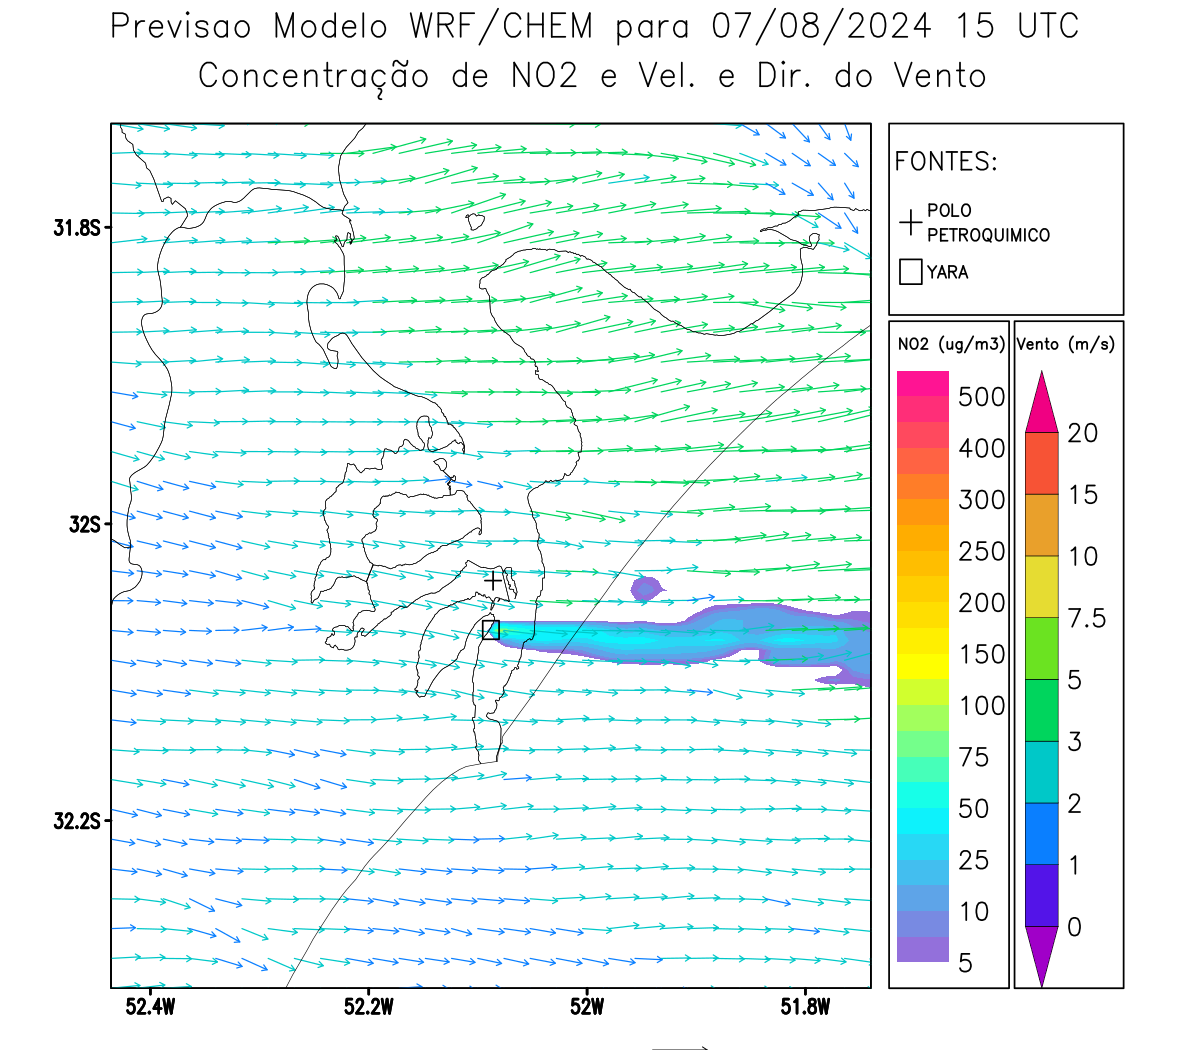 Previsao Modelo WRF/CHEM para 07/08/2024 15 UTC
Concentração de NO2 e Vel. e Dir. do Vento
31.8S
32S
32.2S
52.4W
52.2W
52W
51.8W
FONTES:
POLO
PETROQUIMICO
YARA
NO2 (ug/m3)
500
400
300
250
200
150
100
75
50
25
10
5
Vento (m/s)
20
15
10
7.5
5
3
2
1
0